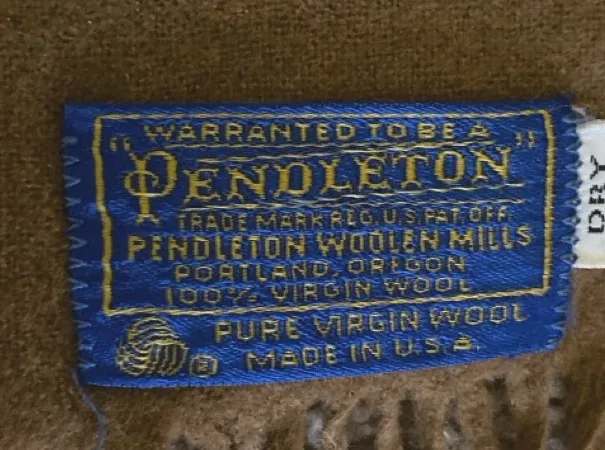 "WARRANTED TO BE A"
PENDLETON
TRADE MARK REG. U.S. PAT. OFF.
PENDLETON WOOLEN MILLS
PORTLAND, OREGON
100% VIRGIN WOOL
PURE VIRGIN WOOL
® MADE IN U.S.A.
DRY